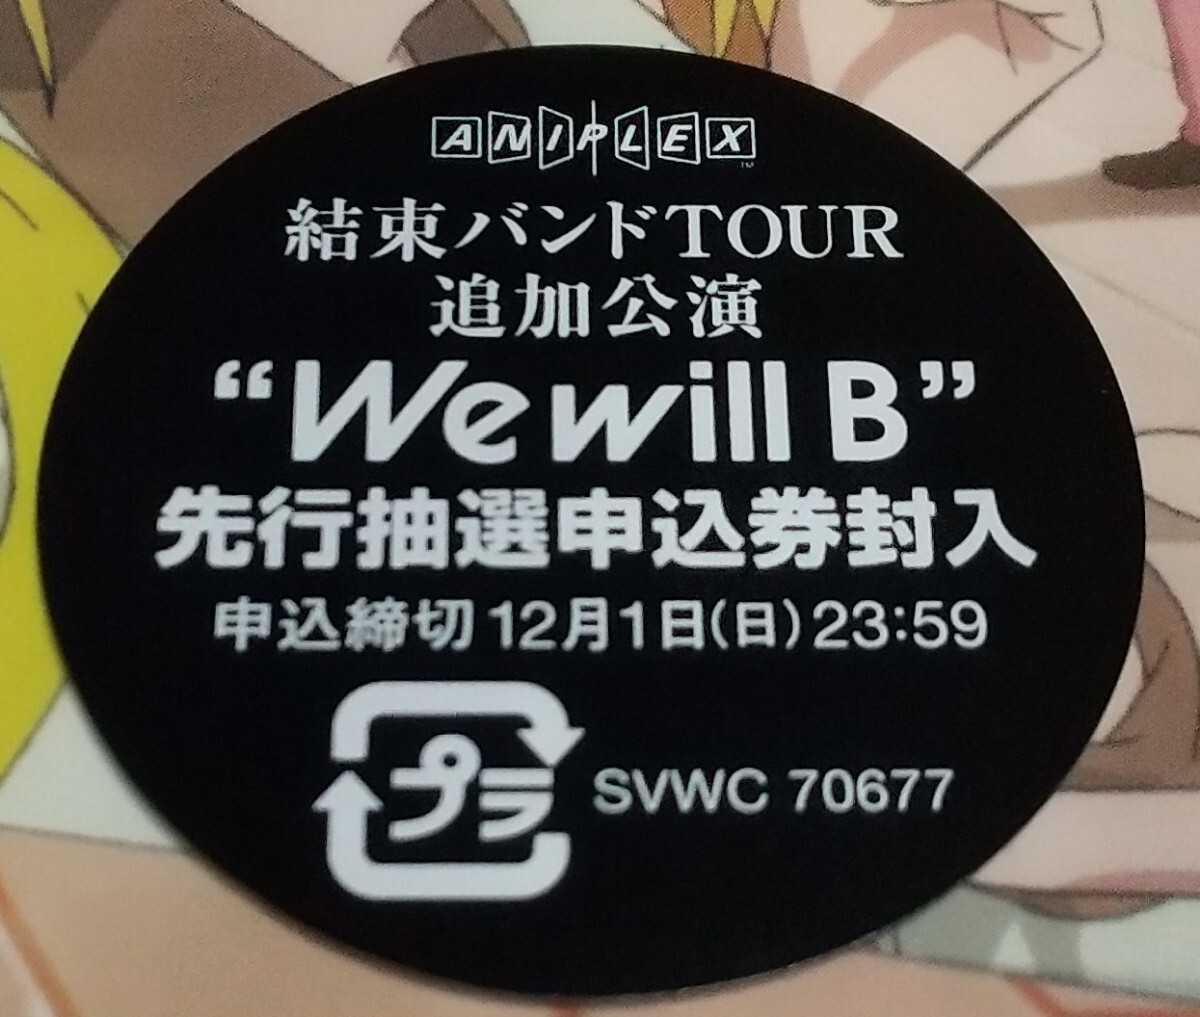 ANIPLEX™
結束バンドTOUR
追加公演
“We will B”
先行抽選申込券封入
申込締切 12月1日(日) 23:59
プラ
SVWC 70677